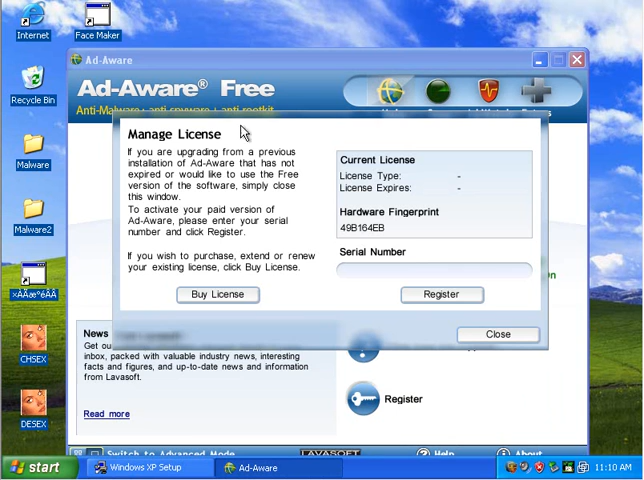 Internet
Face Maker
Recycle Bin
Malware
Malware2
CHSEX
DESEX
Ad-Aware
Ad-Aware® Free
Anti-Malware
Manage License
If you are upgrading from a previous
installation of Ad-Aware that has not
expired or would like to use the Free
version of the software, simply close
this window.
To activate your paid version of
Ad-Aware, please enter your serial
number and click Register.
If you wish to purchase, extend or renew
your existing license, click Buy License.
Buy License
Current License
License Type: -
License Expires: -
Hardware Fingerprint
49B164EB
Serial Number
Register
Close
News
Get ou
inbox, packed with valuable industry news, interesting
facts and figures, and up-to-date news and information
from Lavasoft.
Read more
Register
Switch to Advanced Mode
LAVASOFT
Help
About
start
Windows XP Setup
Ad-Aware
11:10 AM